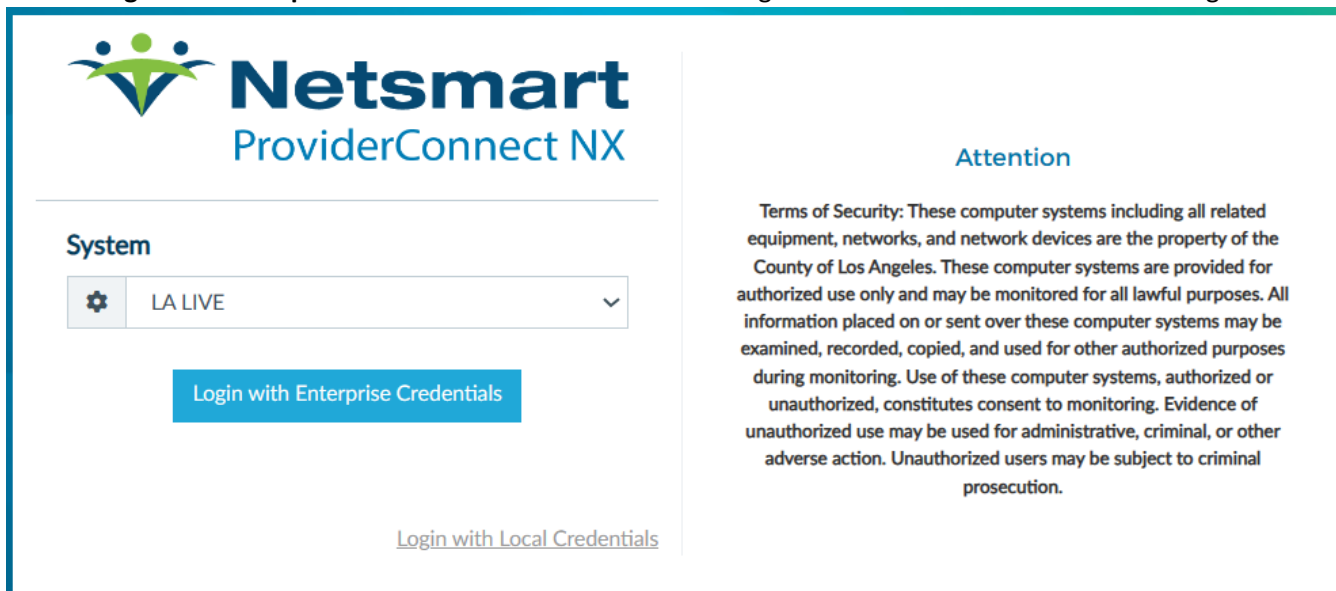 Netsmart
ProviderConnect NX
System
LA LIVE
Login with Enterprise Credentials
Login with Local Credentials
Attention
Terms of Security: These computer systems including all related
equipment, networks, and network devices are the property of the
County of Los Angeles. These computer systems are provided for
authorized use only and may be monitored for all lawful purposes. All
information placed on or sent over these computer systems may be
examined, recorded, copied, and used for other authorized purposes
during monitoring. Use of these computer systems, authorized or
unauthorized, constitutes consent to monitoring. Evidence of
unauthorized use may be used for administrative, criminal, or other
adverse action. Unauthorized users may be subject to criminal
prosecution.